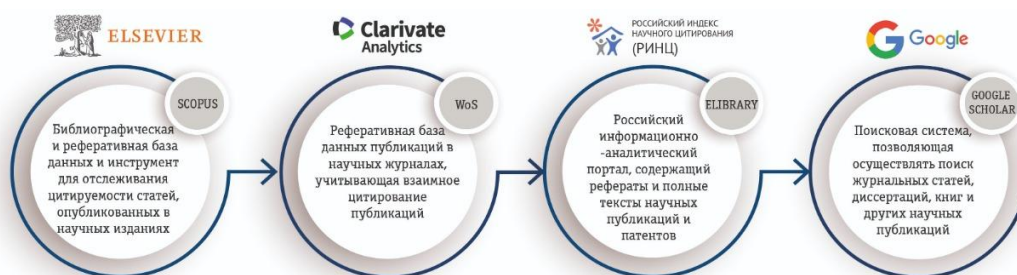 ELSEVIER
SCOPUS
Библиографическая
и реферативная база
данных и инструмент
для отслеживания
цитируемости статей,
опубликованных в
научных изданиях
Clarivate
Analytics
WoS
Реферативная база
данных публикаций в
научных журналах,
учитывающая взаимное
цитирование
публикаций
РОССИЙСКИЙ ИНДЕКС
НАУЧНОГО ЦИТИРОВАНИЯ
(РИНЦ)
ELIBRARY
Российский
информационно
-аналитический
портал, содержащий
рефераты и полные
тексты научных
публикаций и
патентов
Google
GOOGLE
SCHOLAR
Поисковая система,
позволяющая
осуществлять поиск
журнальных статей,
диссертаций, книг и
других научных
публикаций